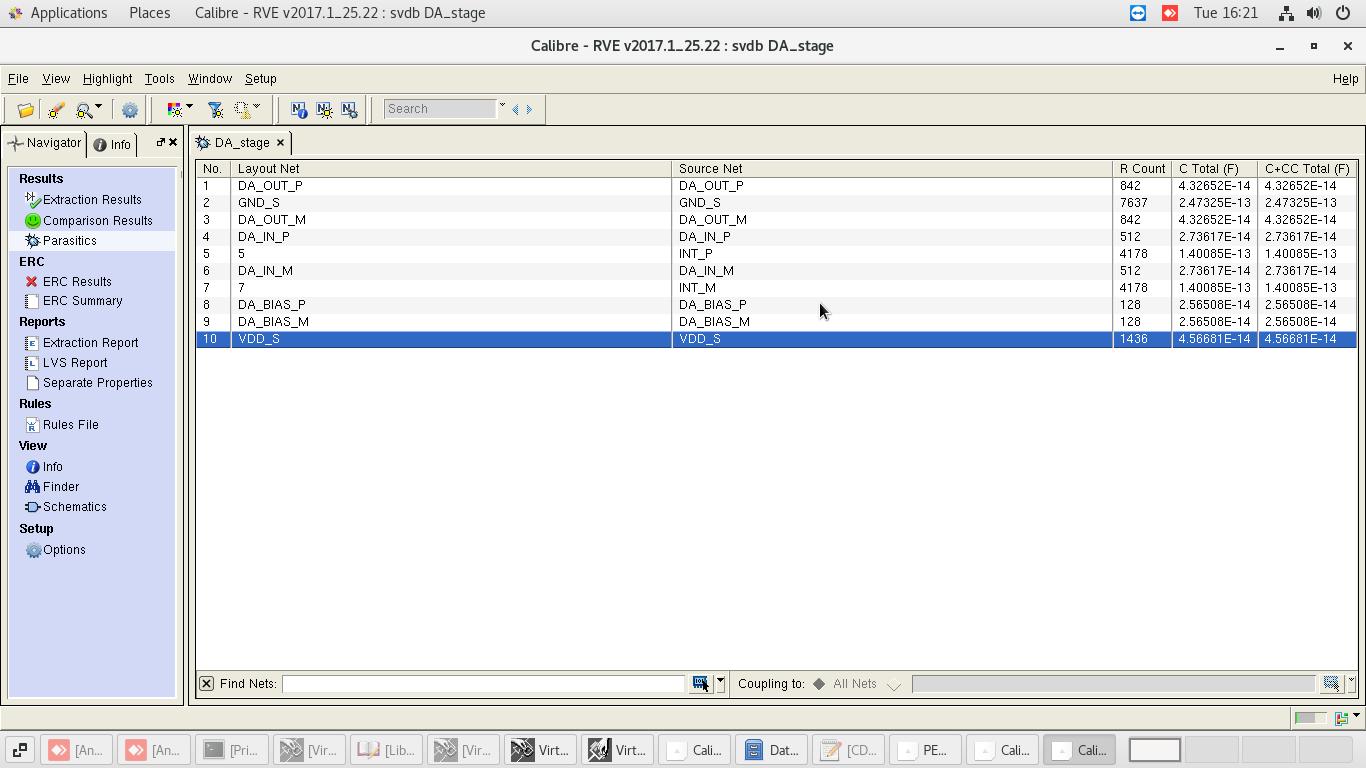 Applications Places Calibre - RVE v2017.1_25.22 : svdb DA_stage Tue 16:21
Calibre - RVE v2017.1_25.22 : svdb DA_stage
File View Highlight Tools Window Setup Help
Search
Navigator Info DA_stage
Results
Extraction Results
Comparison Results
Parasitics
ERC
ERC Results
ERC Summary
Reports
Extraction Report
LVS Report
Separate Properties
Rules
Rules File
View
Info
Finder
Schematics
Setup
Options
No. Layout Net Source Net R Count C Total (F) C+CC Total (F)
1 DA_OUT_P DA_OUT_P 842 4.32652E-14 4.32652E-14
2 GND_S GND_S 7637 2.47325E-13 2.47325E-13
3 DA_OUT_M DA_OUT_M 842 4.32652E-14 4.32652E-14
4 DA_IN_P DA_IN_P 512 2.73617E-14 2.73617E-14
5 5 INT_P 4178 1.40085E-13 1.40085E-13
6 DA_IN_M DA_IN_M 512 2.73617E-14 2.73617E-14
7 7 INT_M 4178 1.40085E-13 1.40085E-13
8 DA_BIAS_P DA_BIAS_P 128 2.56508E-14 2.56508E-14
9 DA_BIAS_M DA_BIAS_M 128 2.56508E-14 2.56508E-14
10 VDD_S VDD_S 1436 4.56681E-14 4.56681E-14
Find Nets: Coupling to: All Nets
[An... [An... [Pri... [Vir... [Lib... [Vir... Virt... Virt... Cali... Dat... [CD... PE... Cali... Cali...